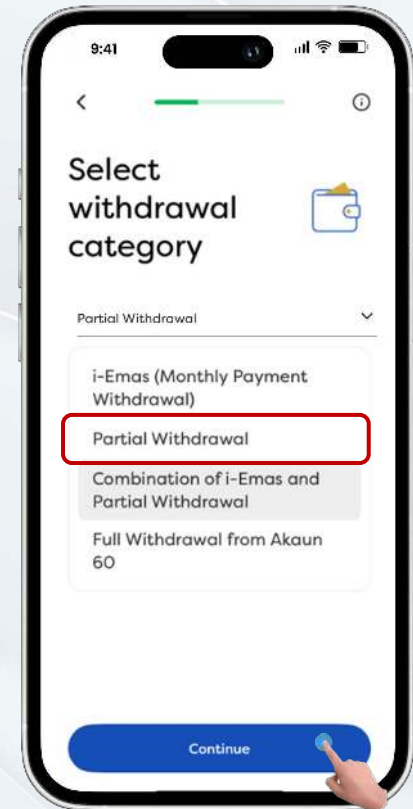 9:41
Select
withdrawal
category
Partial Withdrawal
i-Emas (Monthly Payment
Withdrawal)
Partial Withdrawal
Combination of i-Emas and
Partial Withdrawal
Full Withdrawal from Akaun
60
Continue